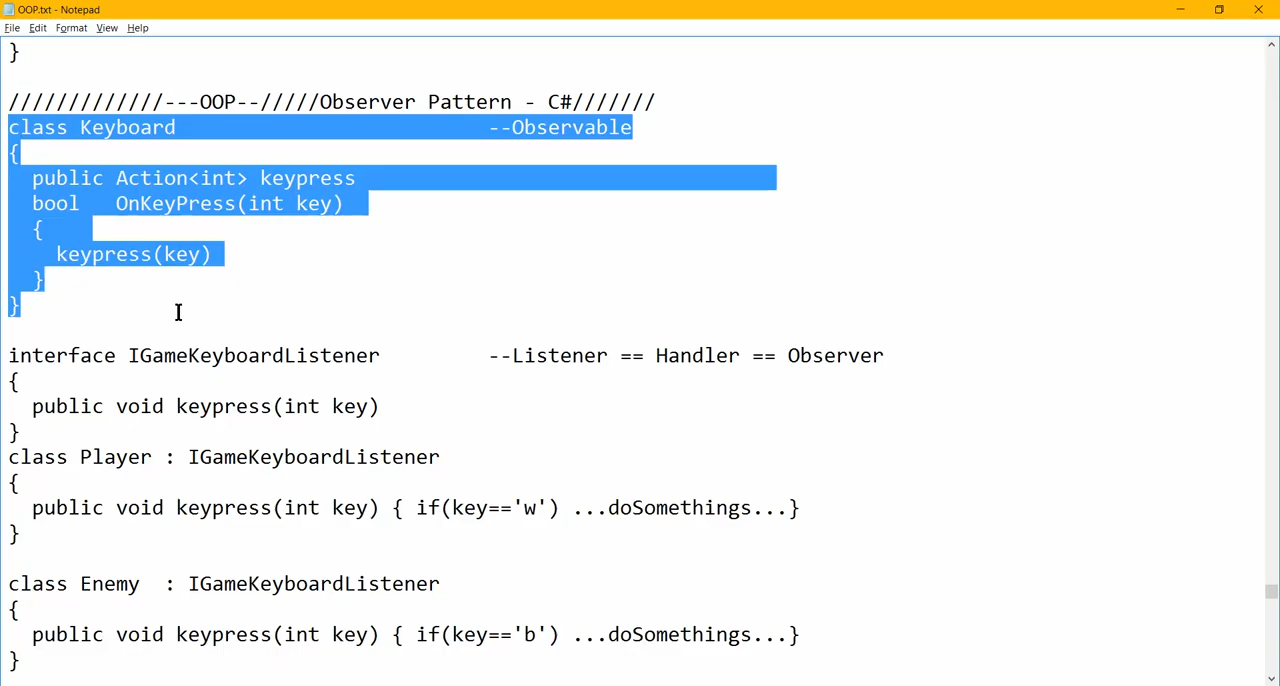 OOP.txt - Notepad
File Edit Format View Help
}
/////////////---OOP--/////Observer Pattern - C#///////
class Keyboard --Observable
{
public Action<int> keypress
bool OnKeyPress(int key)
{
keypress(key)
}
}
interface IGameKeyboardListener --Listener == Handler == Observer
{
public void keypress(int key)
}
class Player : IGameKeyboardListener
{
public void keypress(int key) { if(key=='w') ...doSomethings...}
}
class Enemy : IGameKeyboardListener
{
public void keypress(int key) { if(key=='b') ...doSomethings...}
}